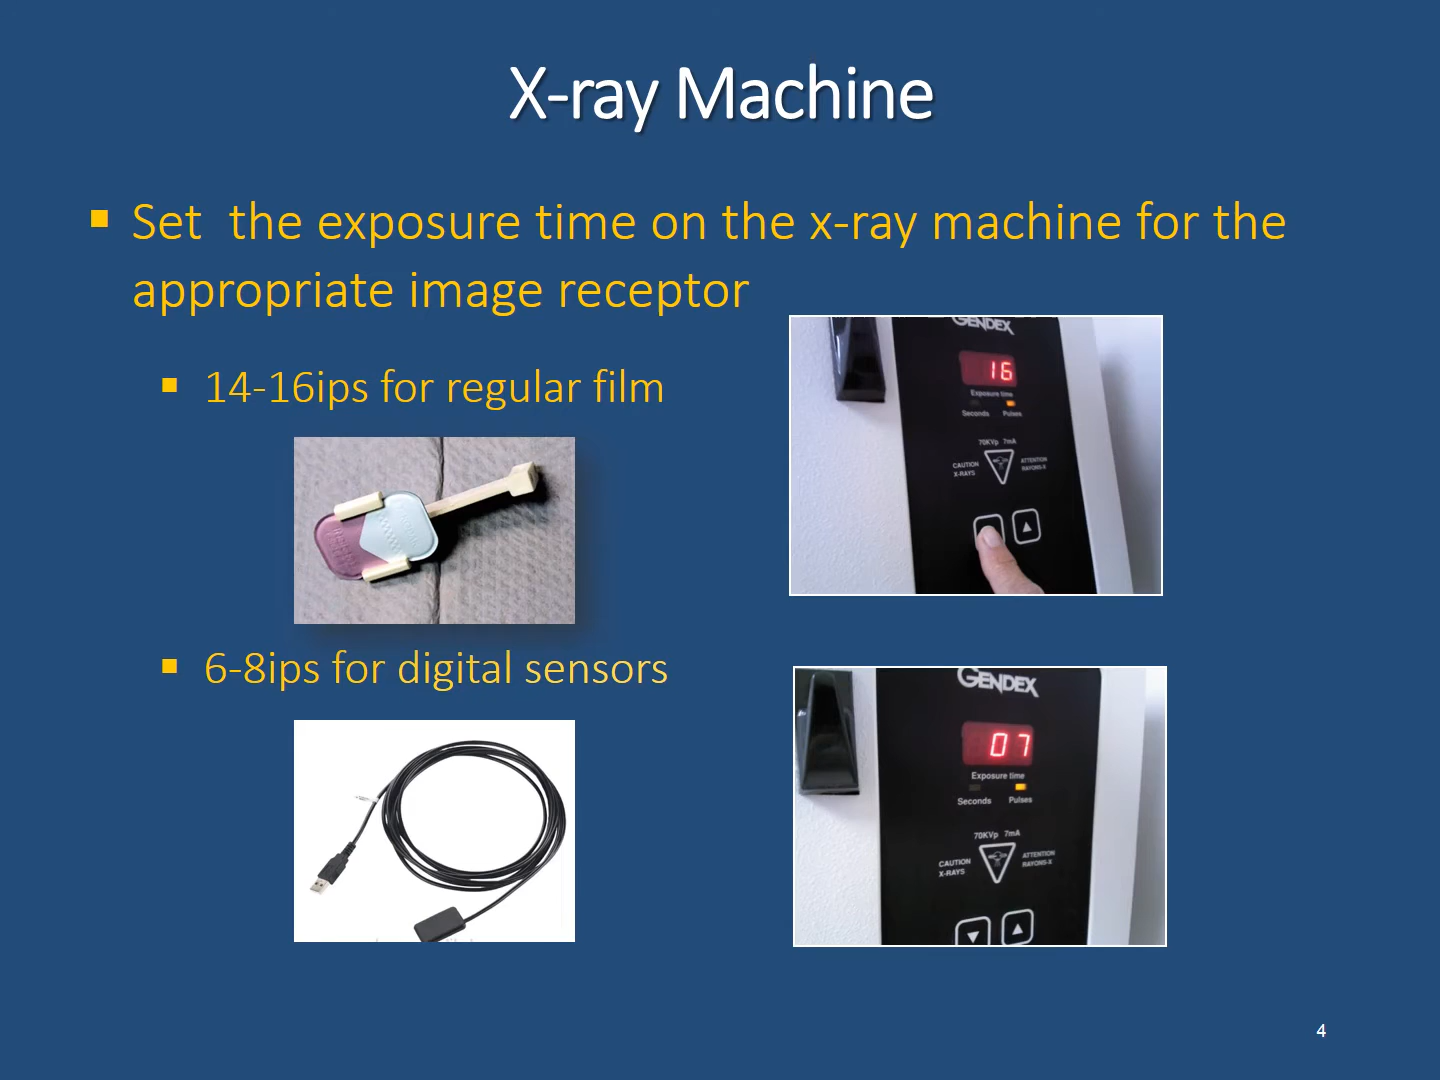 X-ray Machine
Set the exposure time on the x-ray machine for the
appropriate image receptor
14-16ips for regular film
GENDEX
16
Exposure time
Seconds Pulses
70KVp 7mA
CAUTION
X-RAYS
ATTENTION
RAYONS-X
6-8ips for digital sensors
GENDEX
07
Exposure time
Seconds Pulses
70KVp 7mA
CAUTION
X-RAYS
ATTENTION
RAYONS-X
4